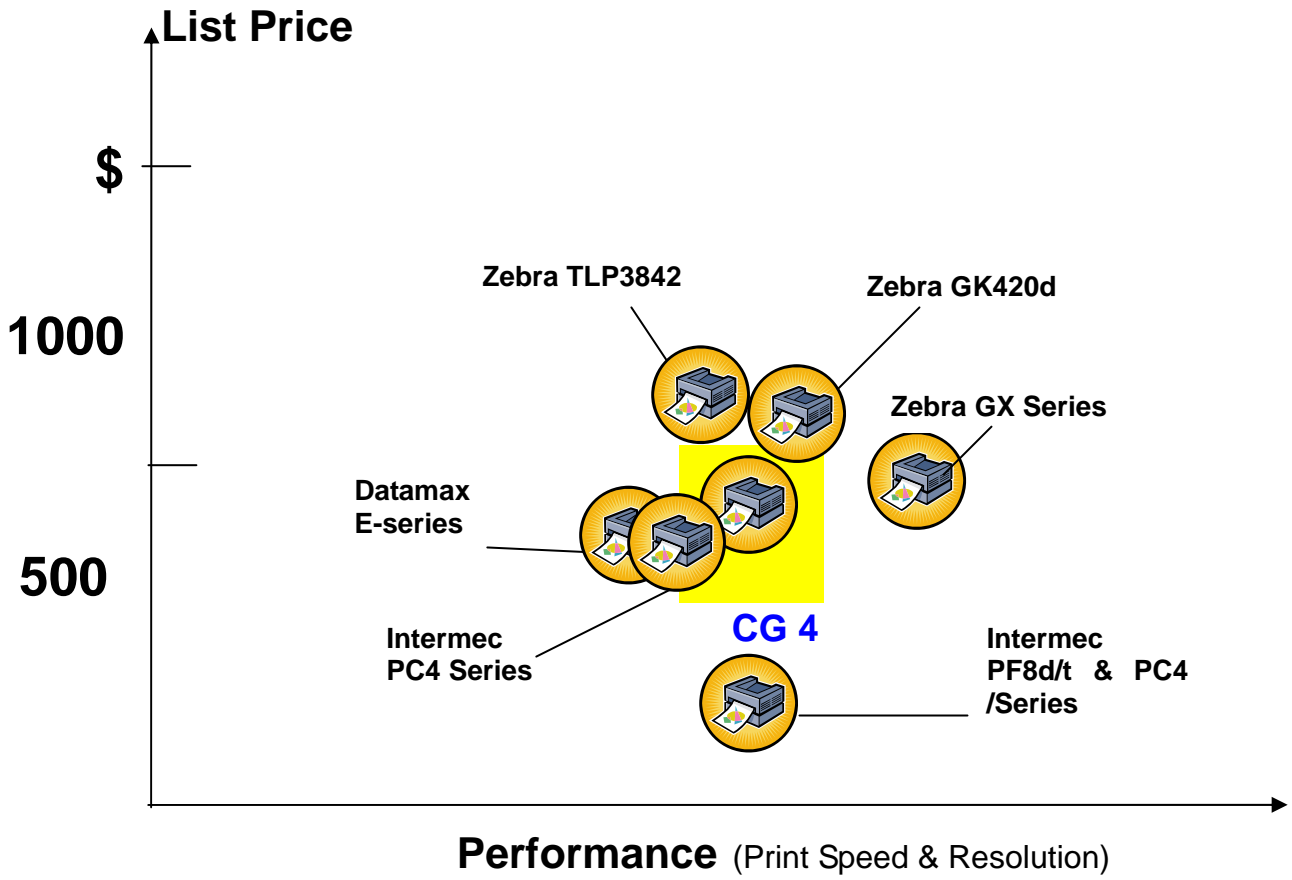 List Price
$
Zebra TLP3842
Zebra GK420d
1000
Zebra GX Series
Datamax
E-series
500
CG 4
Intermec
PC4 Series
Intermec
PF8d/t & PC4
/Series
Performance (Print Speed & Resolution)